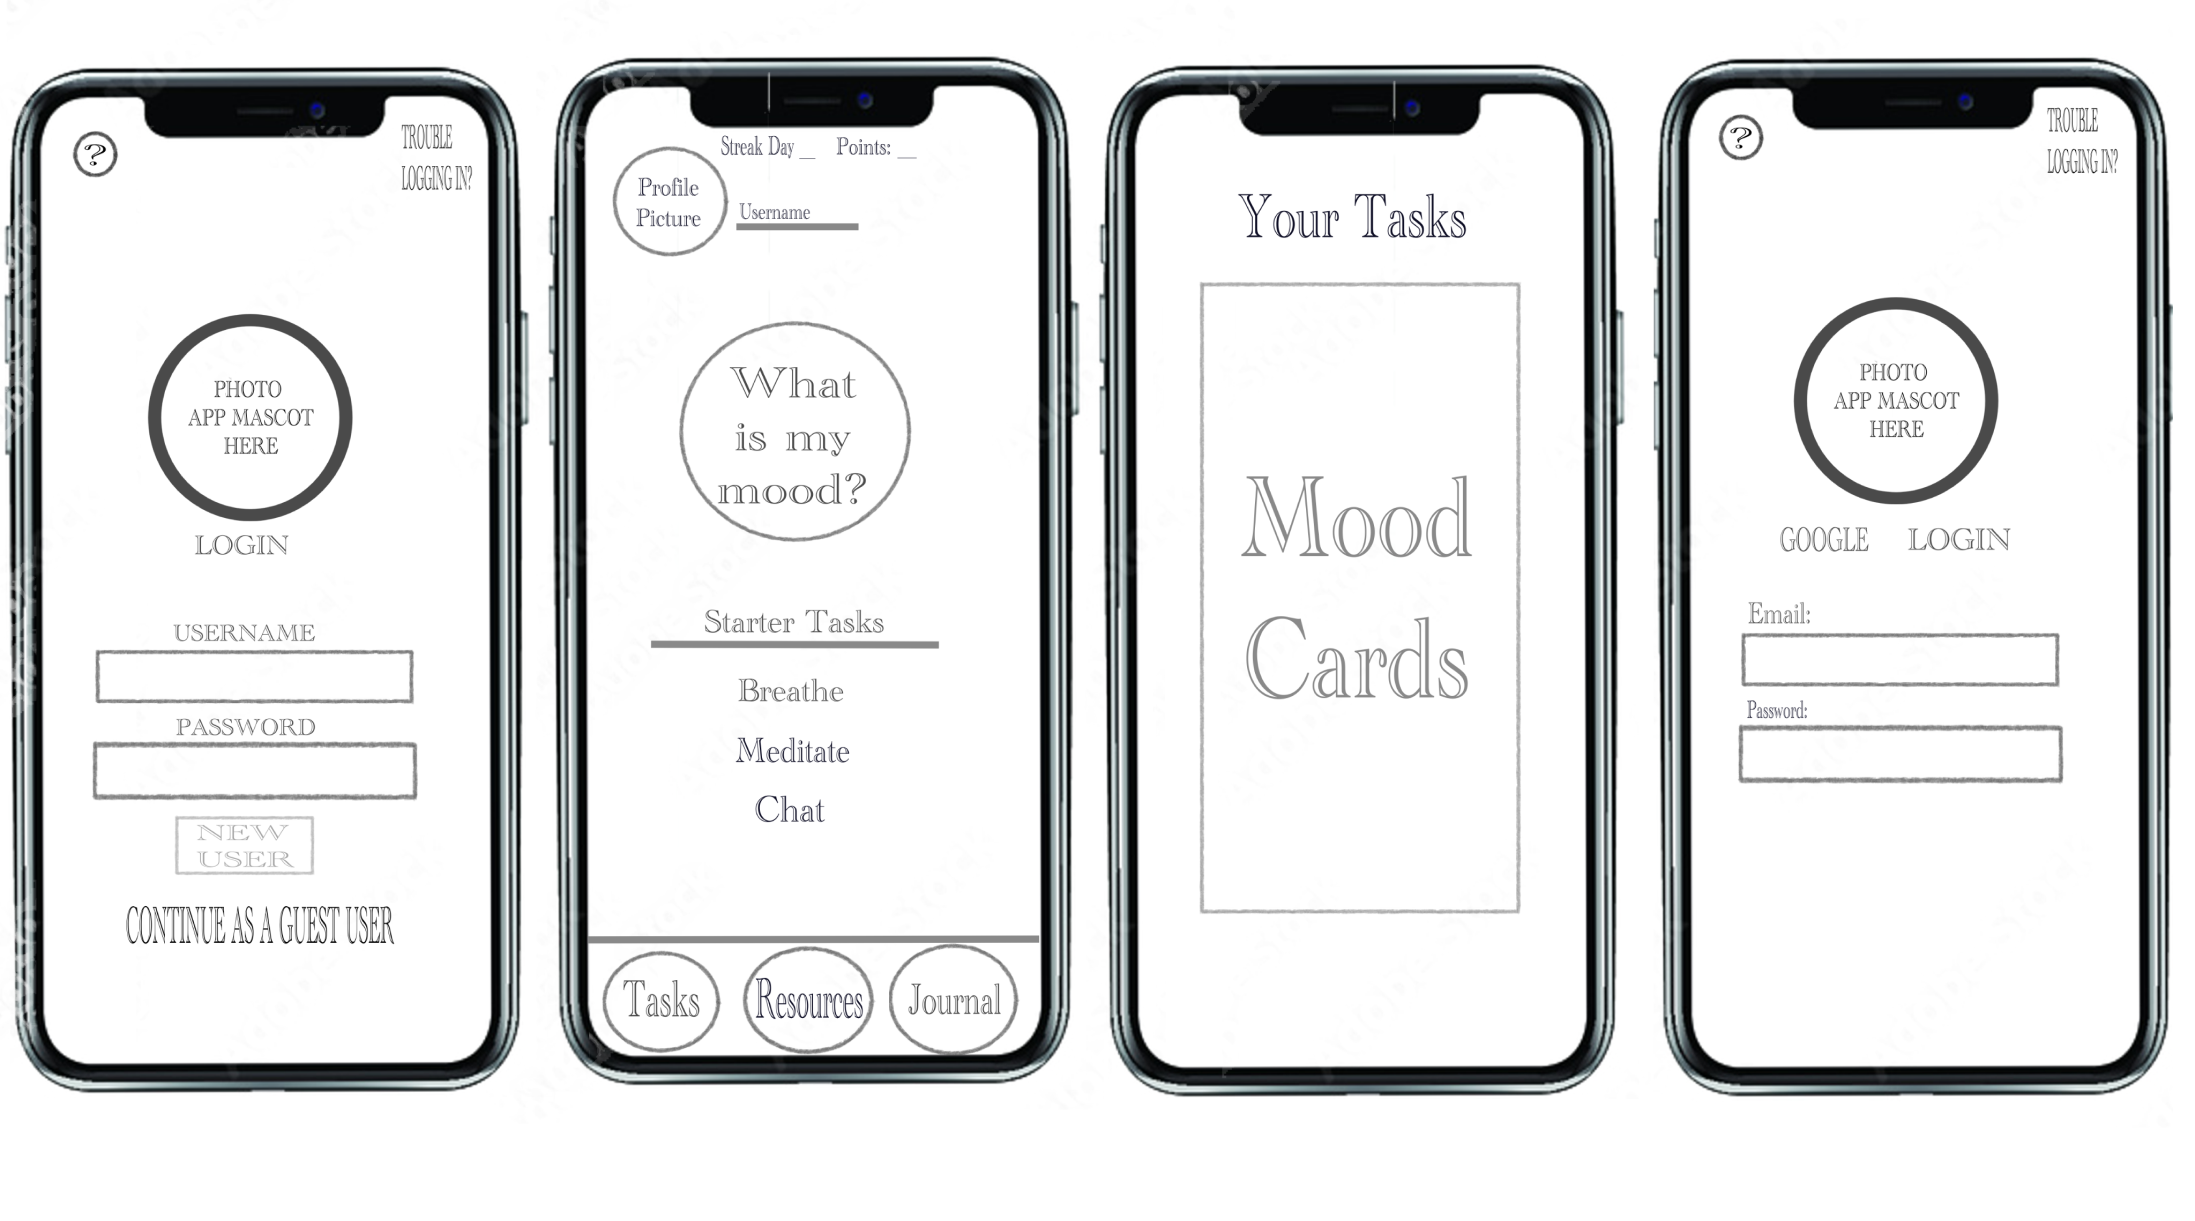 ?
TROUBLE
LOGGING IN?
PHOTO
APP MASCOT
HERE
LOGIN
USERNAME
PASSWORD
NEW
USER
CONTINUE AS A GUEST USER
Streak Day __ Points: __
Profile
Picture
Username
What
is my
mood?
Starter Tasks
Breathe
Meditate
Chat
Tasks
Resources
Journal
Your Tasks
Mood
Cards
?
TROUBLE
LOGGING IN?
PHOTO
APP MASCOT
HERE
GOOGLE LOGIN
Email:
Password: